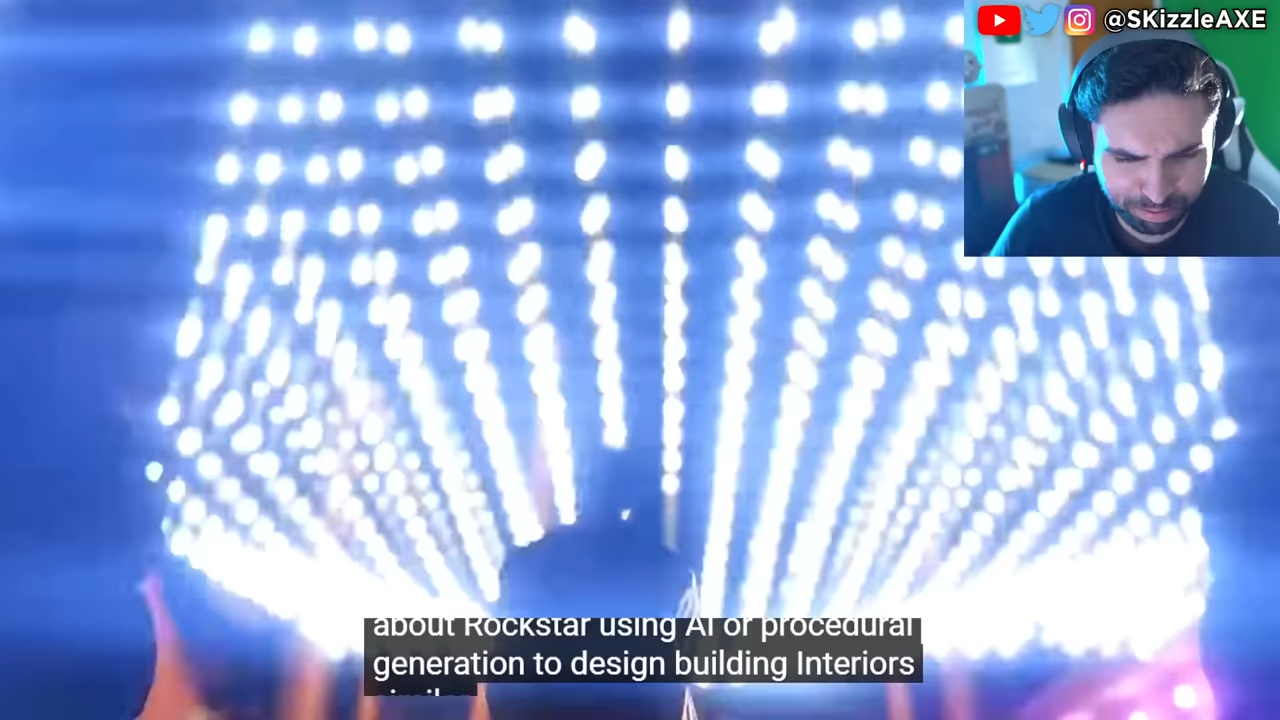 @SKizzleAXE
about Rockstar using AI or procedural
generation to design building Interiors